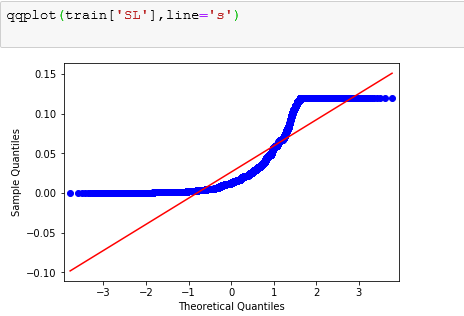 qqplot(train['SL'],line='s')
0.15
0.10
0.05
0.00
−0.05
−0.10
Sample Quantiles
−3 −2 −1 0 1 2 3
Theoretical Quantiles